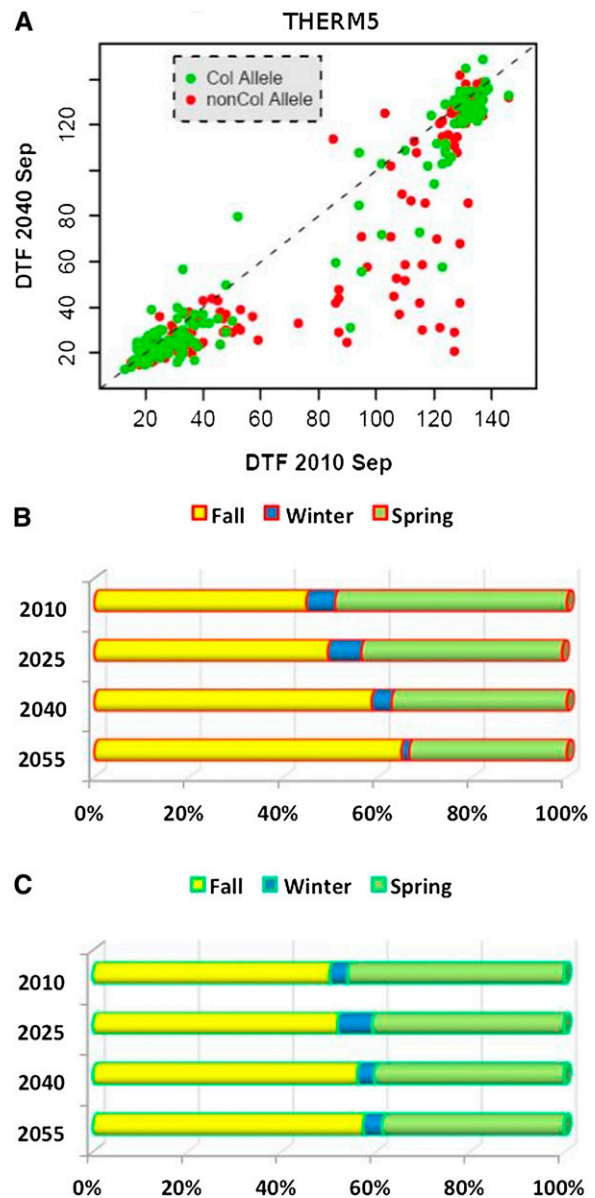 A
THERM5
Col Allele
nonCol Allele
DTF 2040 Sep
120
80
60
40
20
20 40 60 80 100 120 140
DTF 2010 Sep
B
Fall Winter Spring
2010
2025
2040
2055
0% 20% 40% 60% 80% 100%
C
Fall Winter Spring
2010
2025
2040
2055
0% 20% 40% 60% 80% 100%